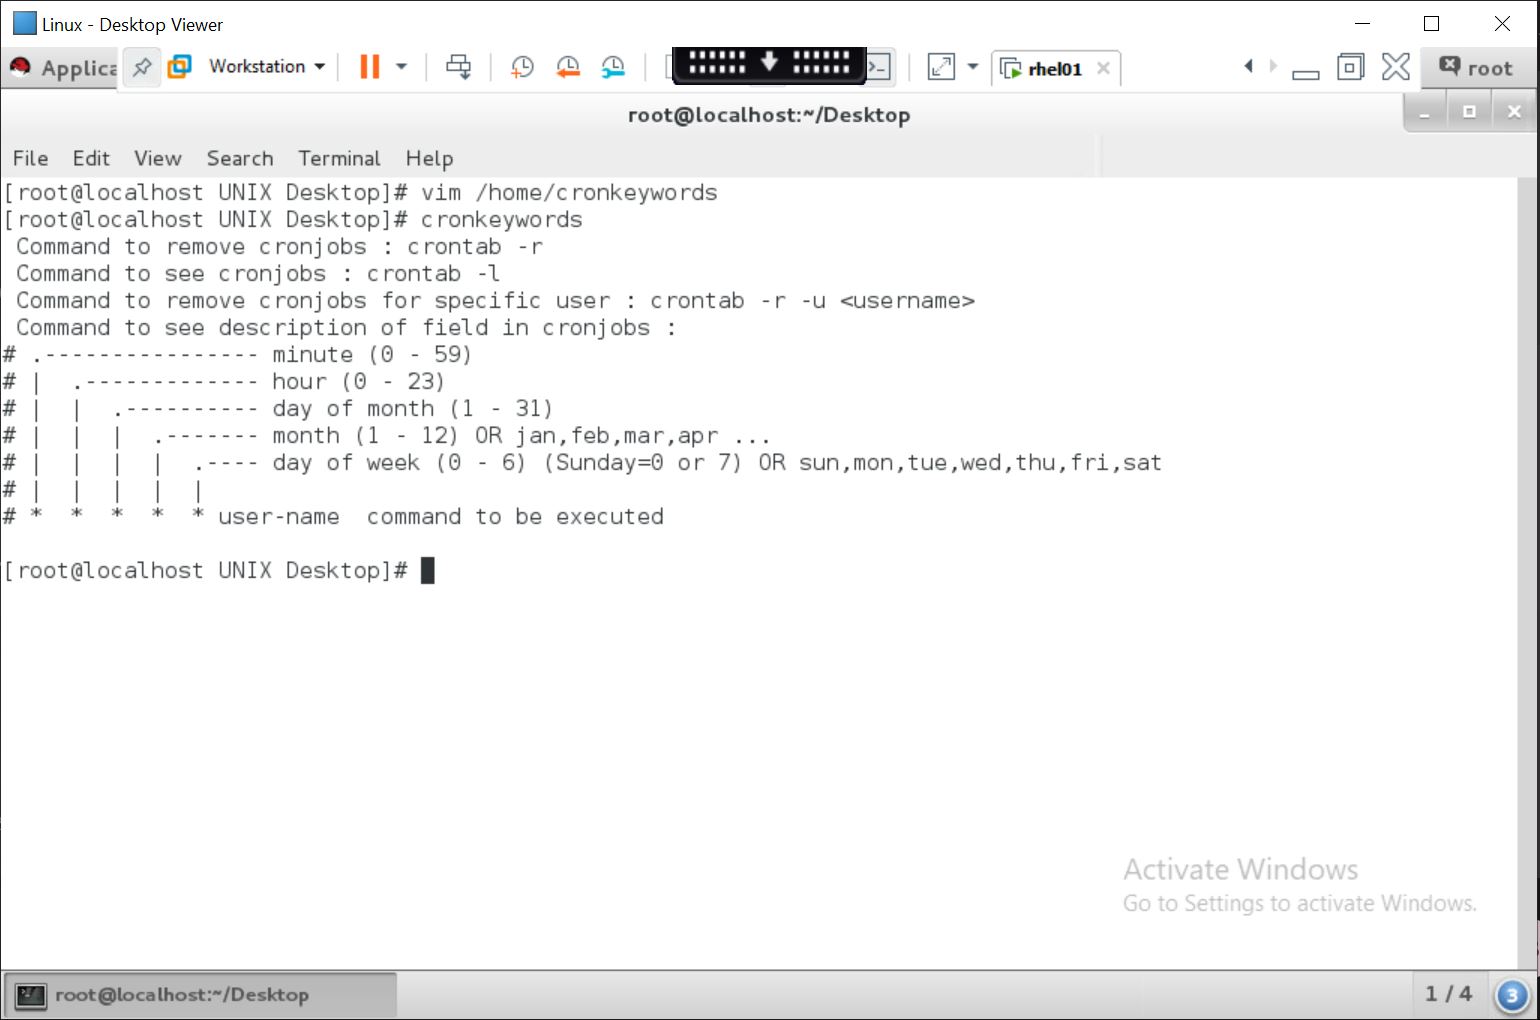 Linux - Desktop Viewer
Applica
Workstation
rhel01
root
root@localhost:~/Desktop
File Edit View Search Terminal Help
[root@localhost UNIX Desktop]# vim /home/cronkeywords
[root@localhost UNIX Desktop]# cronkeywords
 Command to remove cronjobs : crontab -r
 Command to see cronjobs : crontab -l
 Command to remove cronjobs for specific user : crontab -r -u <username>
 Command to see description of field in cronjobs :
# .---------------- minute (0 - 59)
# |  .------------- hour (0 - 23)
# |  |  .---------- day of month (1 - 31)
# |  |  |  .------- month (1 - 12) OR jan,feb,mar,apr ...
# |  |  |  |  .---- day of week (0 - 6) (Sunday=0 or 7) OR sun,mon,tue,wed,thu,fri,sat
# |  |  |  |  |
# *  *  *  *  * user-name  command to be executed
[root@localhost UNIX Desktop]#
Activate Windows
Go to Settings to activate Windows.
root@localhost:~/Desktop
1 / 4
3